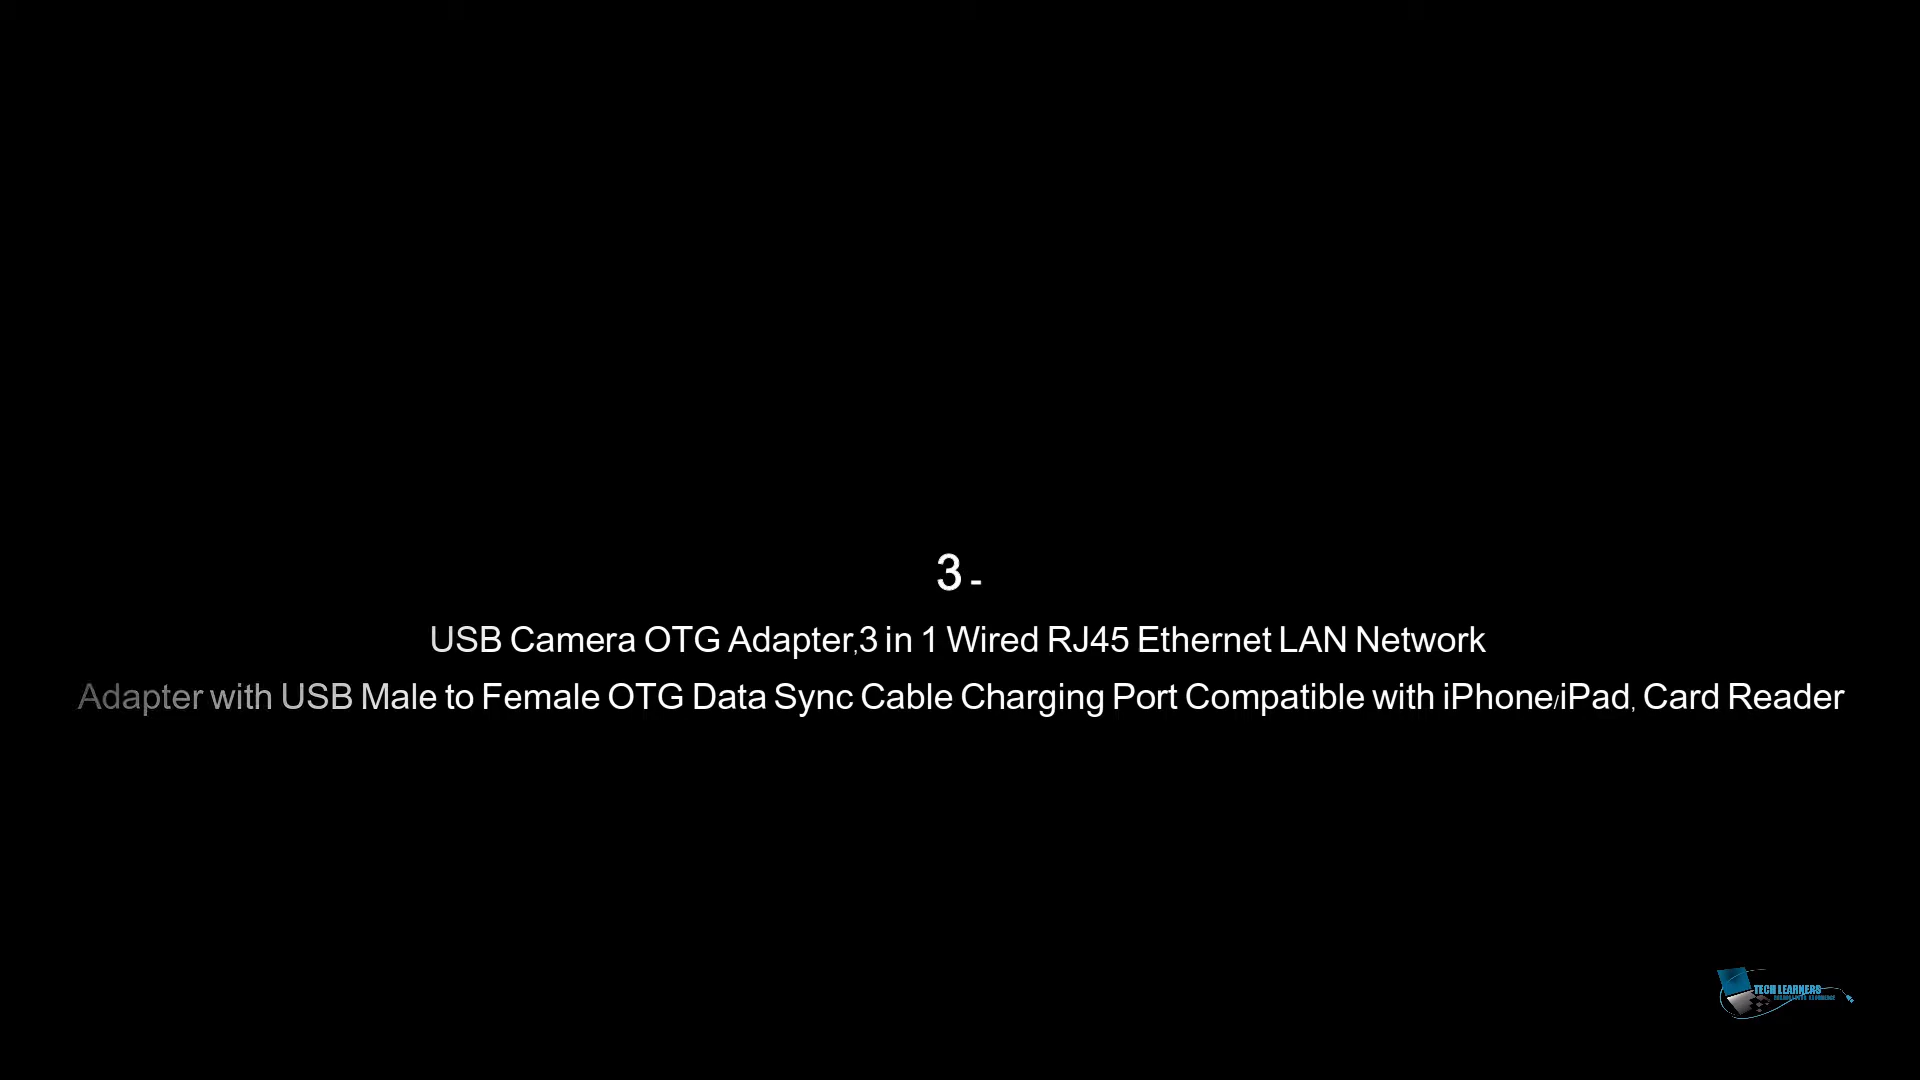 3 -
USB Camera OTG Adapter,3 in 1 Wired RJ45 Ethernet LAN Network
Adapter with USB Male to Female OTG Data Sync Cable Charging Port Compatible with iPhone/iPad, Card Reader
TECH LEARNERS